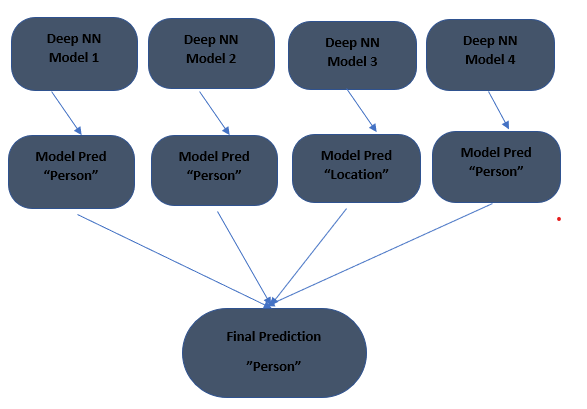 Deep NN
Model 1
Deep NN
Model 2
Deep NN
Model 3
Deep NN
Model 4
Model Pred
“Person”
Model Pred
“Person”
Model Pred
“Location”
Model Pred
“Person”
Final Prediction
”Person”